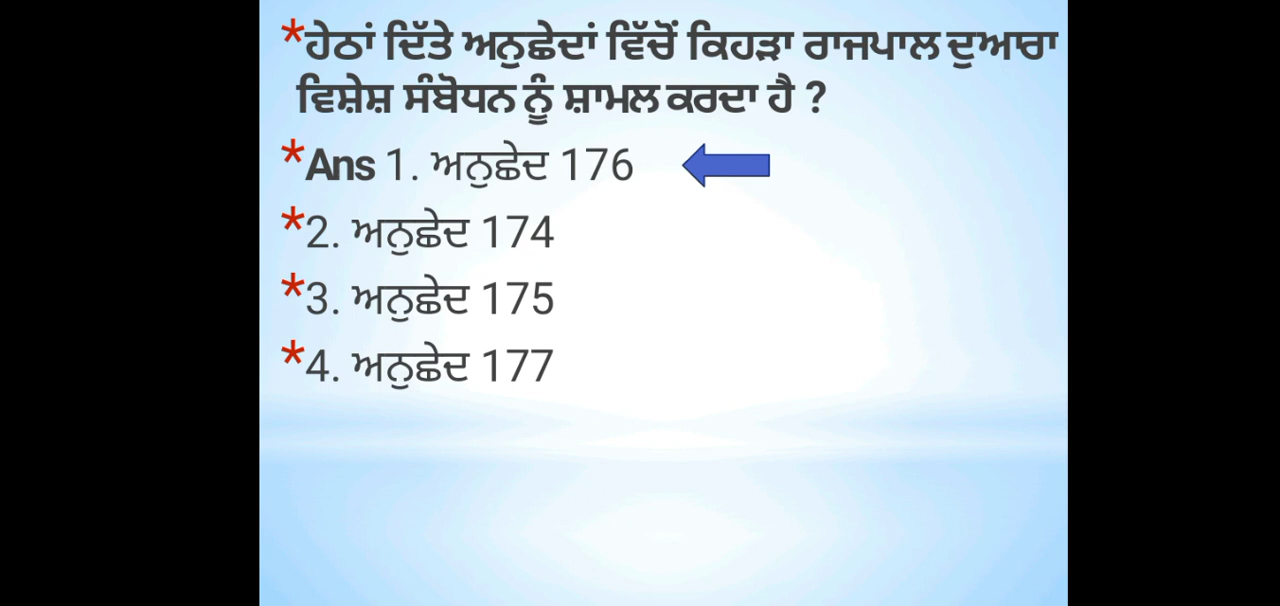 *ਹੇਠਾਂ ਦਿੱਤੇ ਅਨੁਛੇਦਾਂ ਵਿੱਚੋਂ ਕਿਹੜਾ ਰਾਜਪਾਲ ਦੁਆਰਾ
ਵਿਸ਼ੇਸ਼ ਸੰਬੋਧਨ ਨੂੰ ਸ਼ਾਮਲ ਕਰਦਾ ਹੈ ?
*Ans 1. ਅਨੁਛੇਦ 176
*2. ਅਨੁਛੇਦ 174
*3. ਅਨੁਛੇਦ 175
*4. ਅਨੁਛੇਦ 177